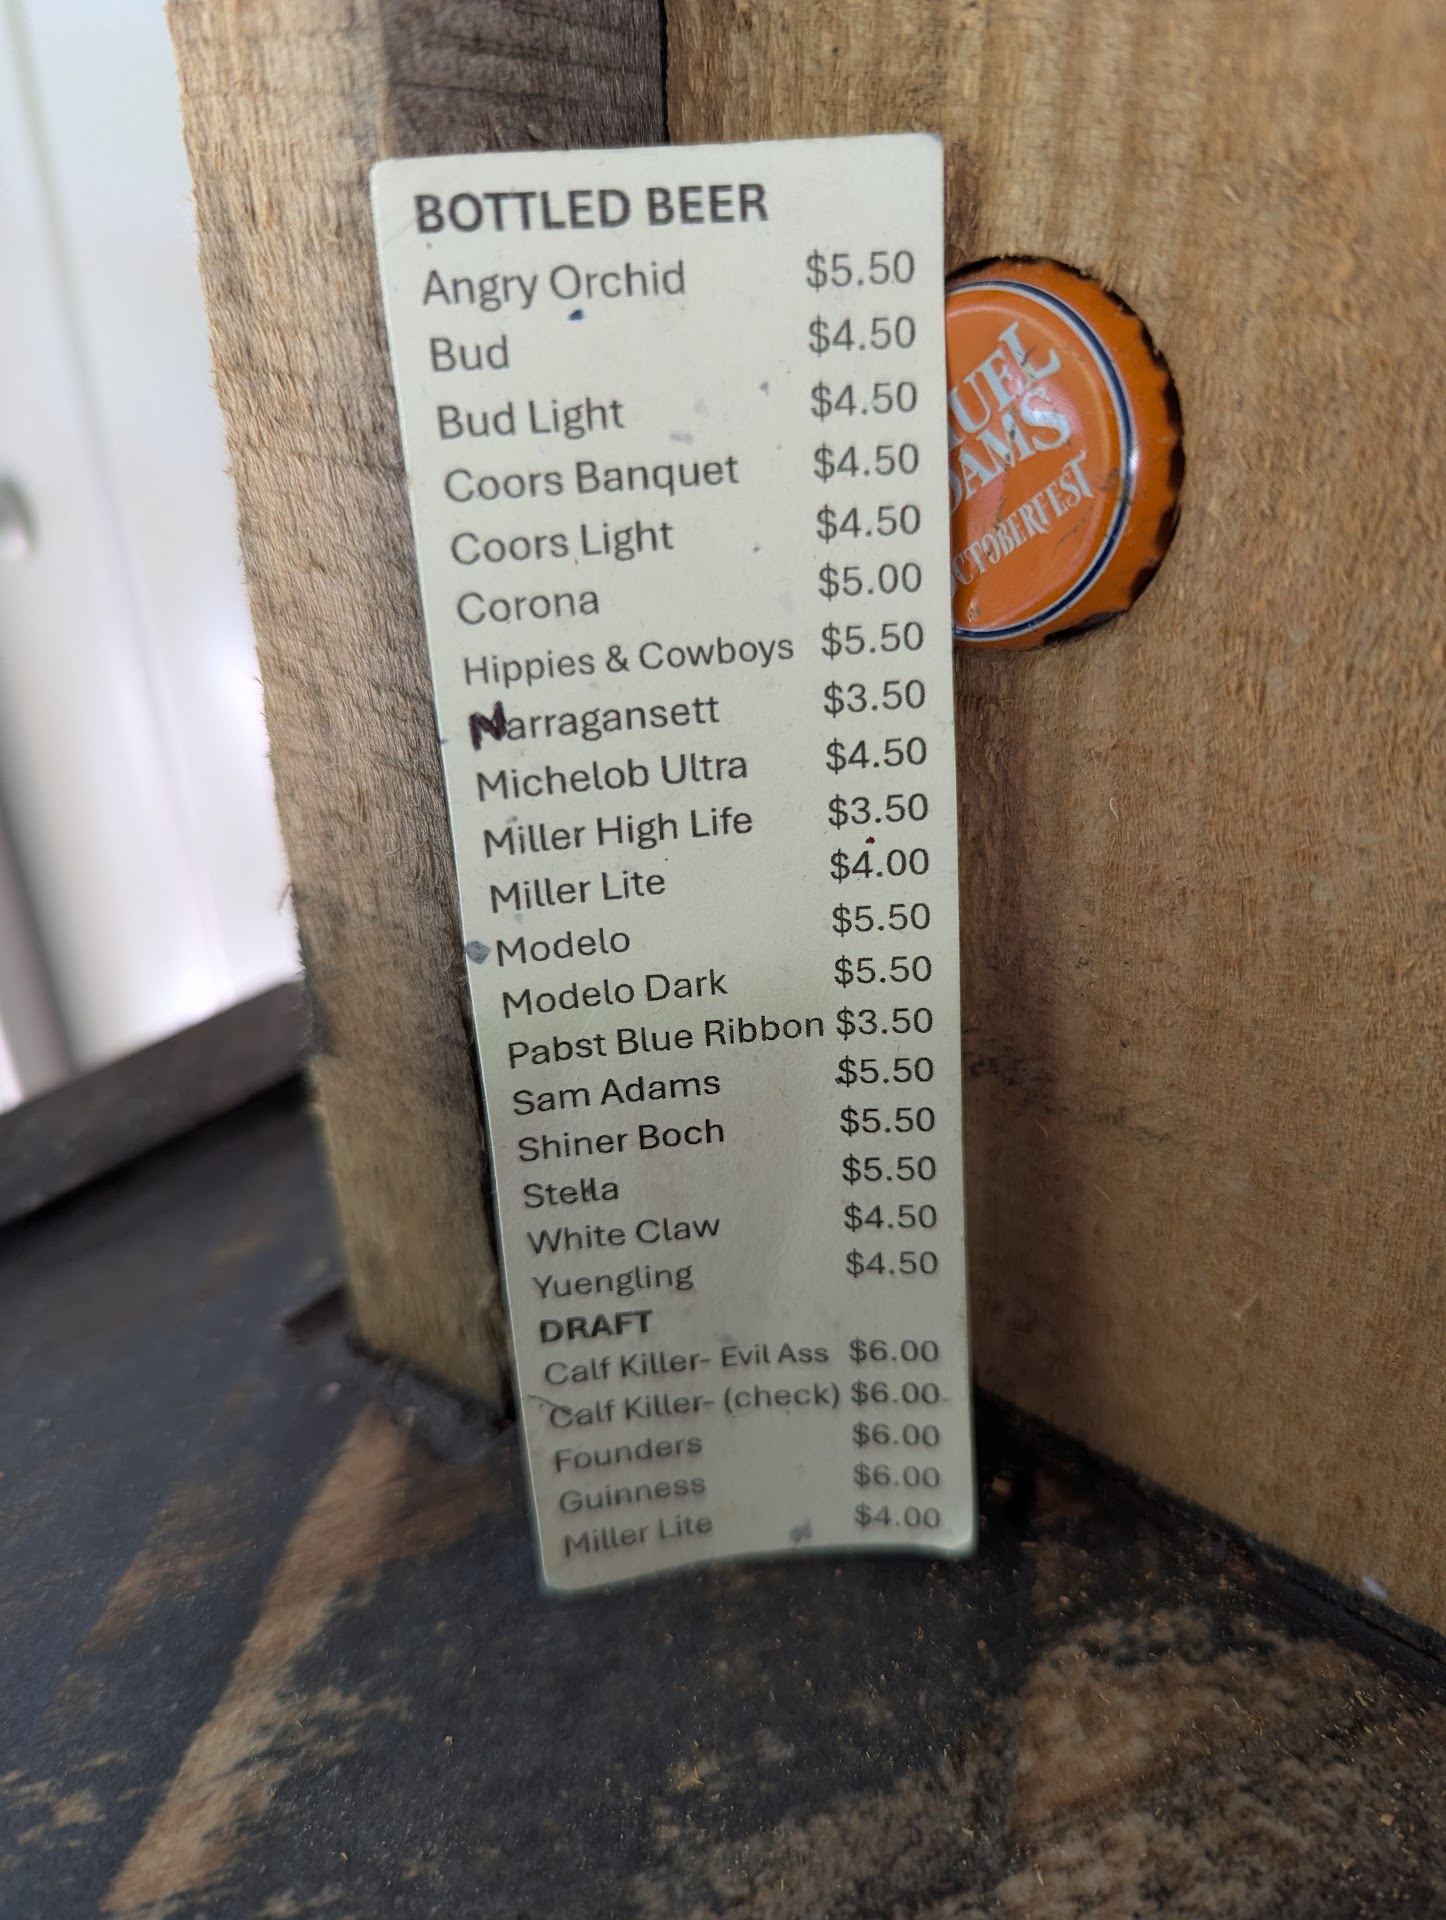 BOTTLED BEER
Angry Orchid $5.50
Bud $4.50
Bud Light $4.50
Coors Banquet $4.50
Coors Light $4.50
Corona $5.00
Hippies & Cowboys $5.50
Narragansett $3.50
Michelob Ultra $4.50
Miller High Life $3.50
Miller Lite $4.00
Modelo $5.50
Modelo Dark $5.50
Pabst Blue Ribbon $3.50
Sam Adams $5.50
Shiner Boch $5.50
Stella $5.50
White Claw $4.50
Yuengling $4.50
DRAFT
Calf Killer- Evil Ass $6.00
Calf Killer- (check) $6.00
Founders $6.00
Guinness $6.00
Miller Lite $4.00
UEL
DAMS
CTOBERFEST